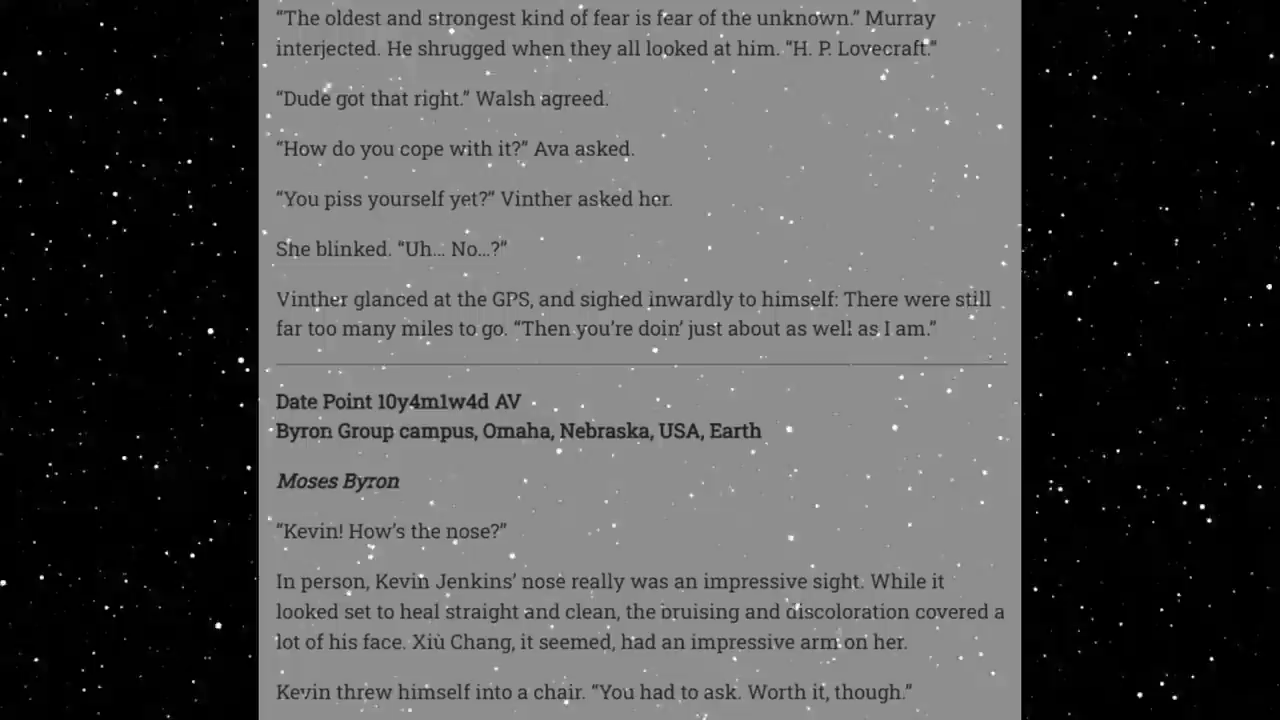 “The oldest and strongest kind of fear is fear of the unknown.” Murray
interjected. He shrugged when they all looked at him. “H. P. Lovecraft.”
“Dude got that right.” Walsh agreed.
“How do you cope with it?” Ava asked.
“You piss yourself yet?” Vinther asked her.
She blinked. “Uh… No…?”
Vinther glanced at the GPS, and sighed inwardly to himself: There were still
far too many miles to go. “Then you’re doin’ just about as well as I am.”
Date Point 10y4m1w4d AV
Byron Group campus, Omaha, Nebraska, USA, Earth
Moses Byron
“Kevin! How’s the nose?”
In person, Kevin Jenkins’ nose really was an impressive sight. While it
looked set to heal straight and clean, the bruising and discoloration covered a
lot of his face. Xiù Chang, it seemed, had an impressive arm on her.
Kevin threw himself into a chair. “You had to ask. Worth it, though.”